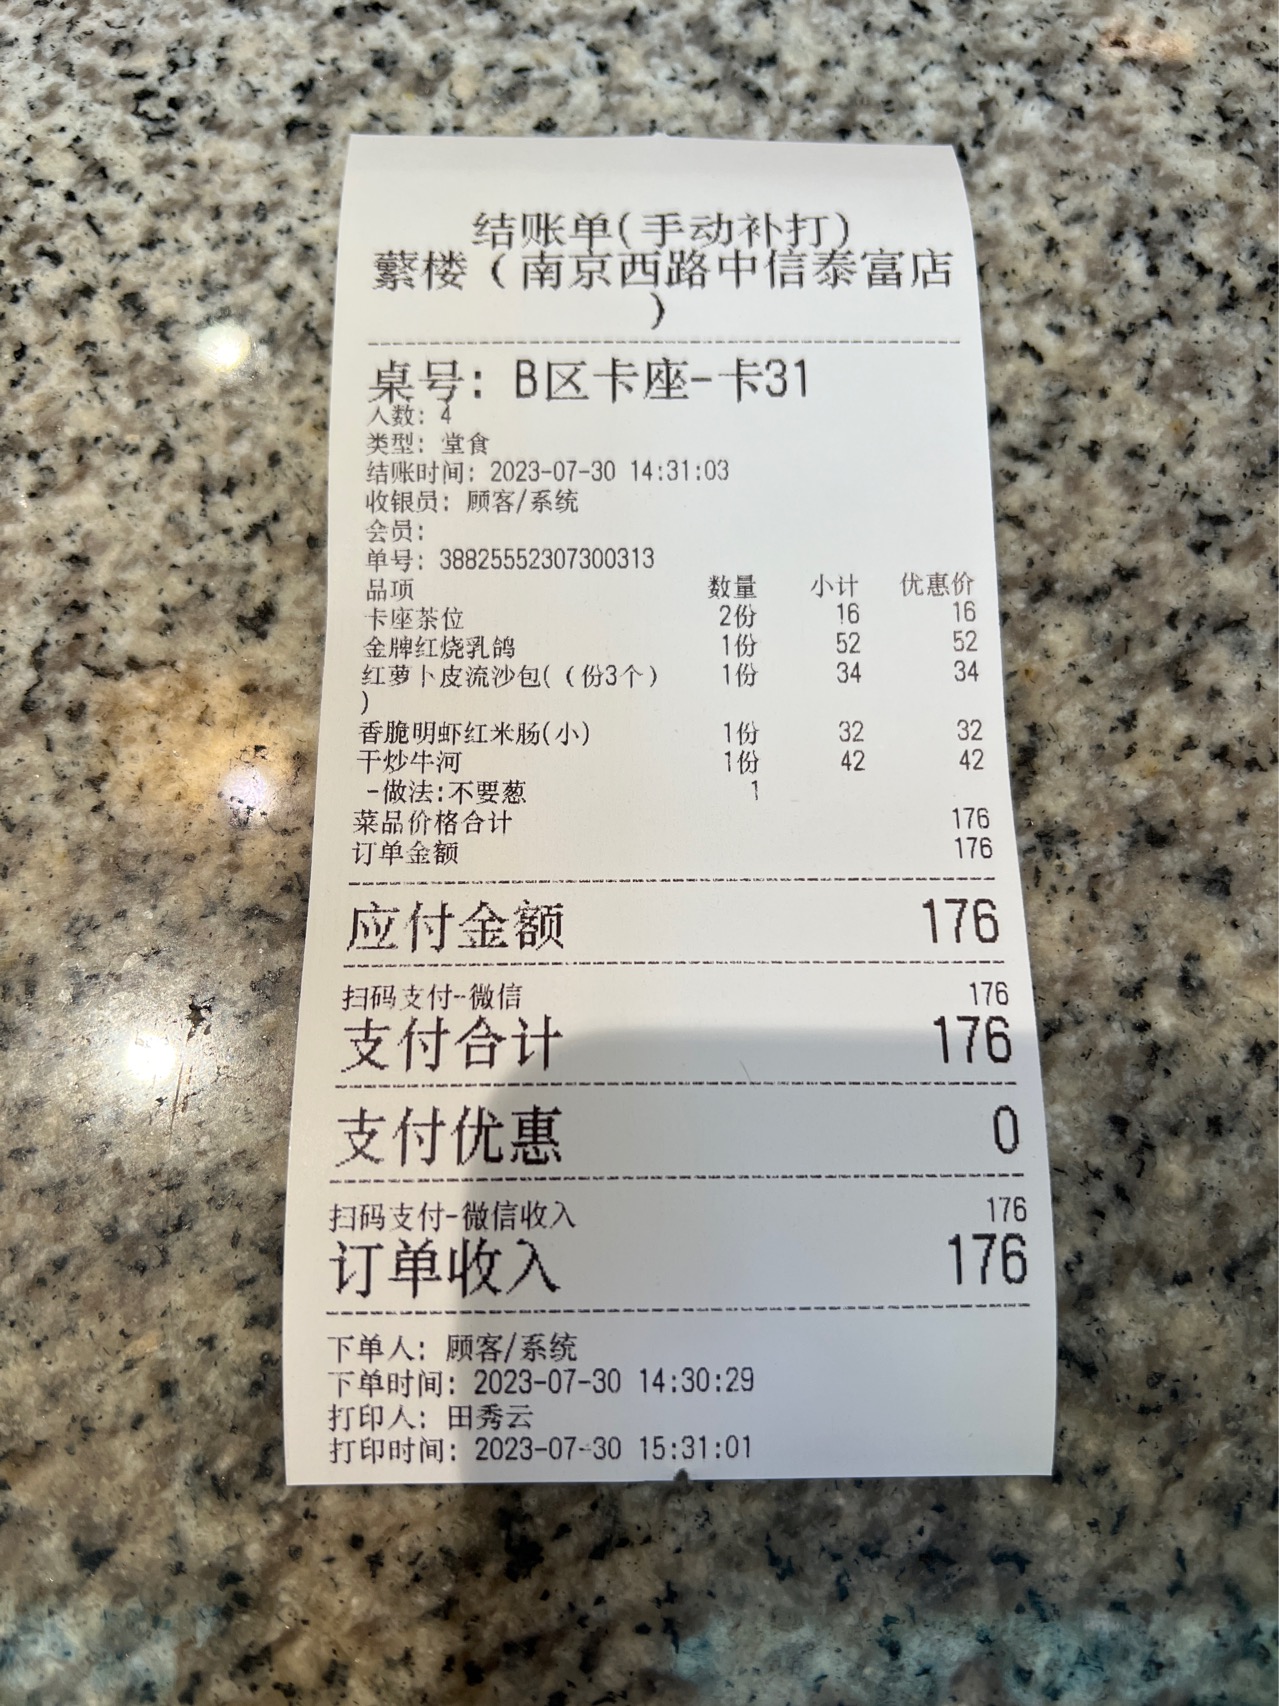 结账单(手动补打)
蘩楼（南京西路中信泰富店
）
桌号: B区卡座-卡31
人数: 4
类型: 堂食
结账时间: 2023-07-30 14:31:03
收银员: 顾客/系统
会员:
单号: 388255552307300313
品项 数量 小计 优惠价
卡座茶位 2份 16 16
金牌红烧乳鸽 1份 52 52
红萝卜皮流沙包(（份3个）
) 1份 34 34
香脆明虾红米肠(小) 1份 32 32
干炒牛河 1份 42 42
-做法:不要葱 1
菜品价格合计 176
订单金额 176
应付金额 176
扫码支付-微信 176
支付合计 176
支付优惠 0
扫码支付-微信收入 176
订单收入 176
下单人: 顾客/系统
下单时间: 2023-07-30 14:30:29
打印人: 田秀云
打印时间: 2023-07-30 15:31:01